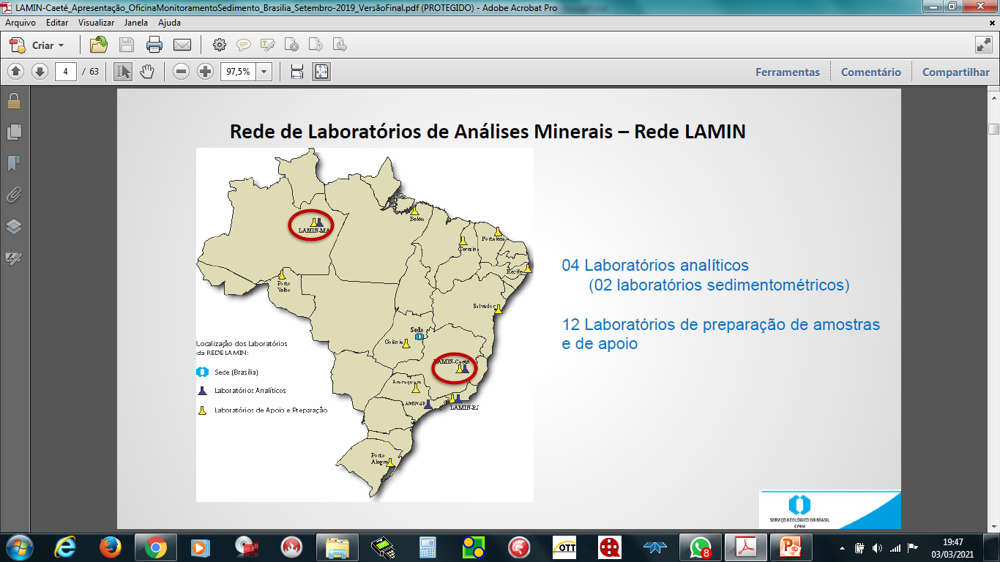 LAMIN-Caeté_Apresentação_OficinaMonitoramentoSedimento_Brasilia_Setembro-2019_VersãoFinal.pdf (PROTEGIDO) - Adobe Acrobat Pro
Arquivo Editar Visualizar Janela Ajuda
Criar
4 / 63
97,5%
Ferramentas Comentário Compartilhar
Rede de Laboratórios de Análises Minerais – Rede LAMIN
Belém
LAMIN-MA
Fortaleza
Teresina
Recife
Porto
Velho
Salvador
Sede
Goiânia
LAMIN-Caeté
Araraquara
LAMIN-SP
LAMIN-RJ
Porto
Alegre
Localização dos Laboratórios
da REDE LAMIN:
Sede (Brasília)
Laboratórios Analíticos
Laboratórios de Apoio e Preparação
04 Laboratórios analíticos
(02 laboratórios sedimentométricos)
12 Laboratórios de preparação de amostras
e de apoio
SERVIÇO GEOLÓGICO DO BRASIL
CPRM
OTT
8
19:47
03/03/2021